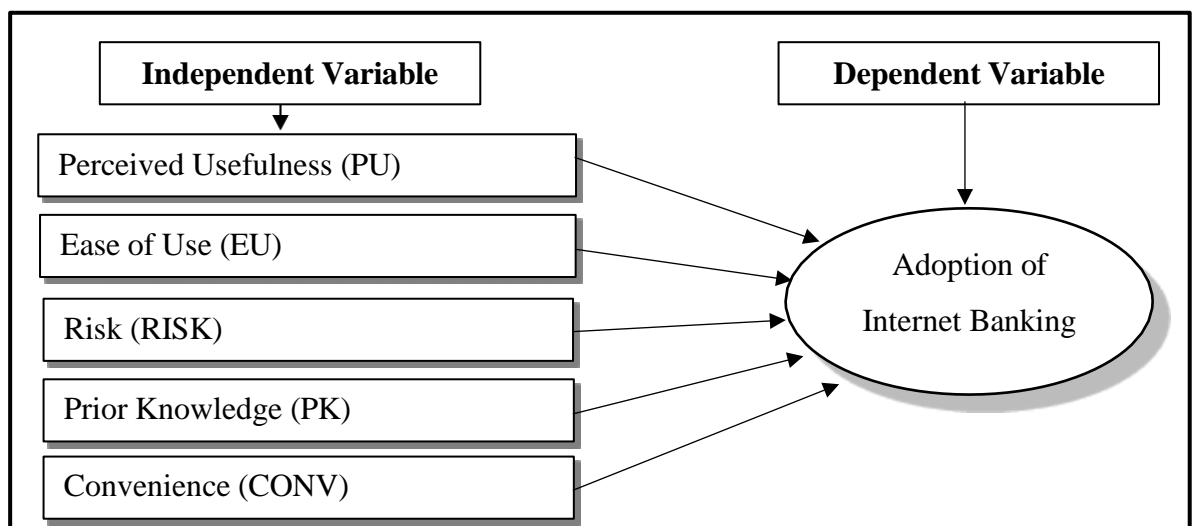 Independent Variable
Dependent Variable
Perceived Usefulness (PU)
Ease of Use (EU)
Risk (RISK)
Prior Knowledge (PK)
Convenience (CONV)
Adoption of
Internet Banking